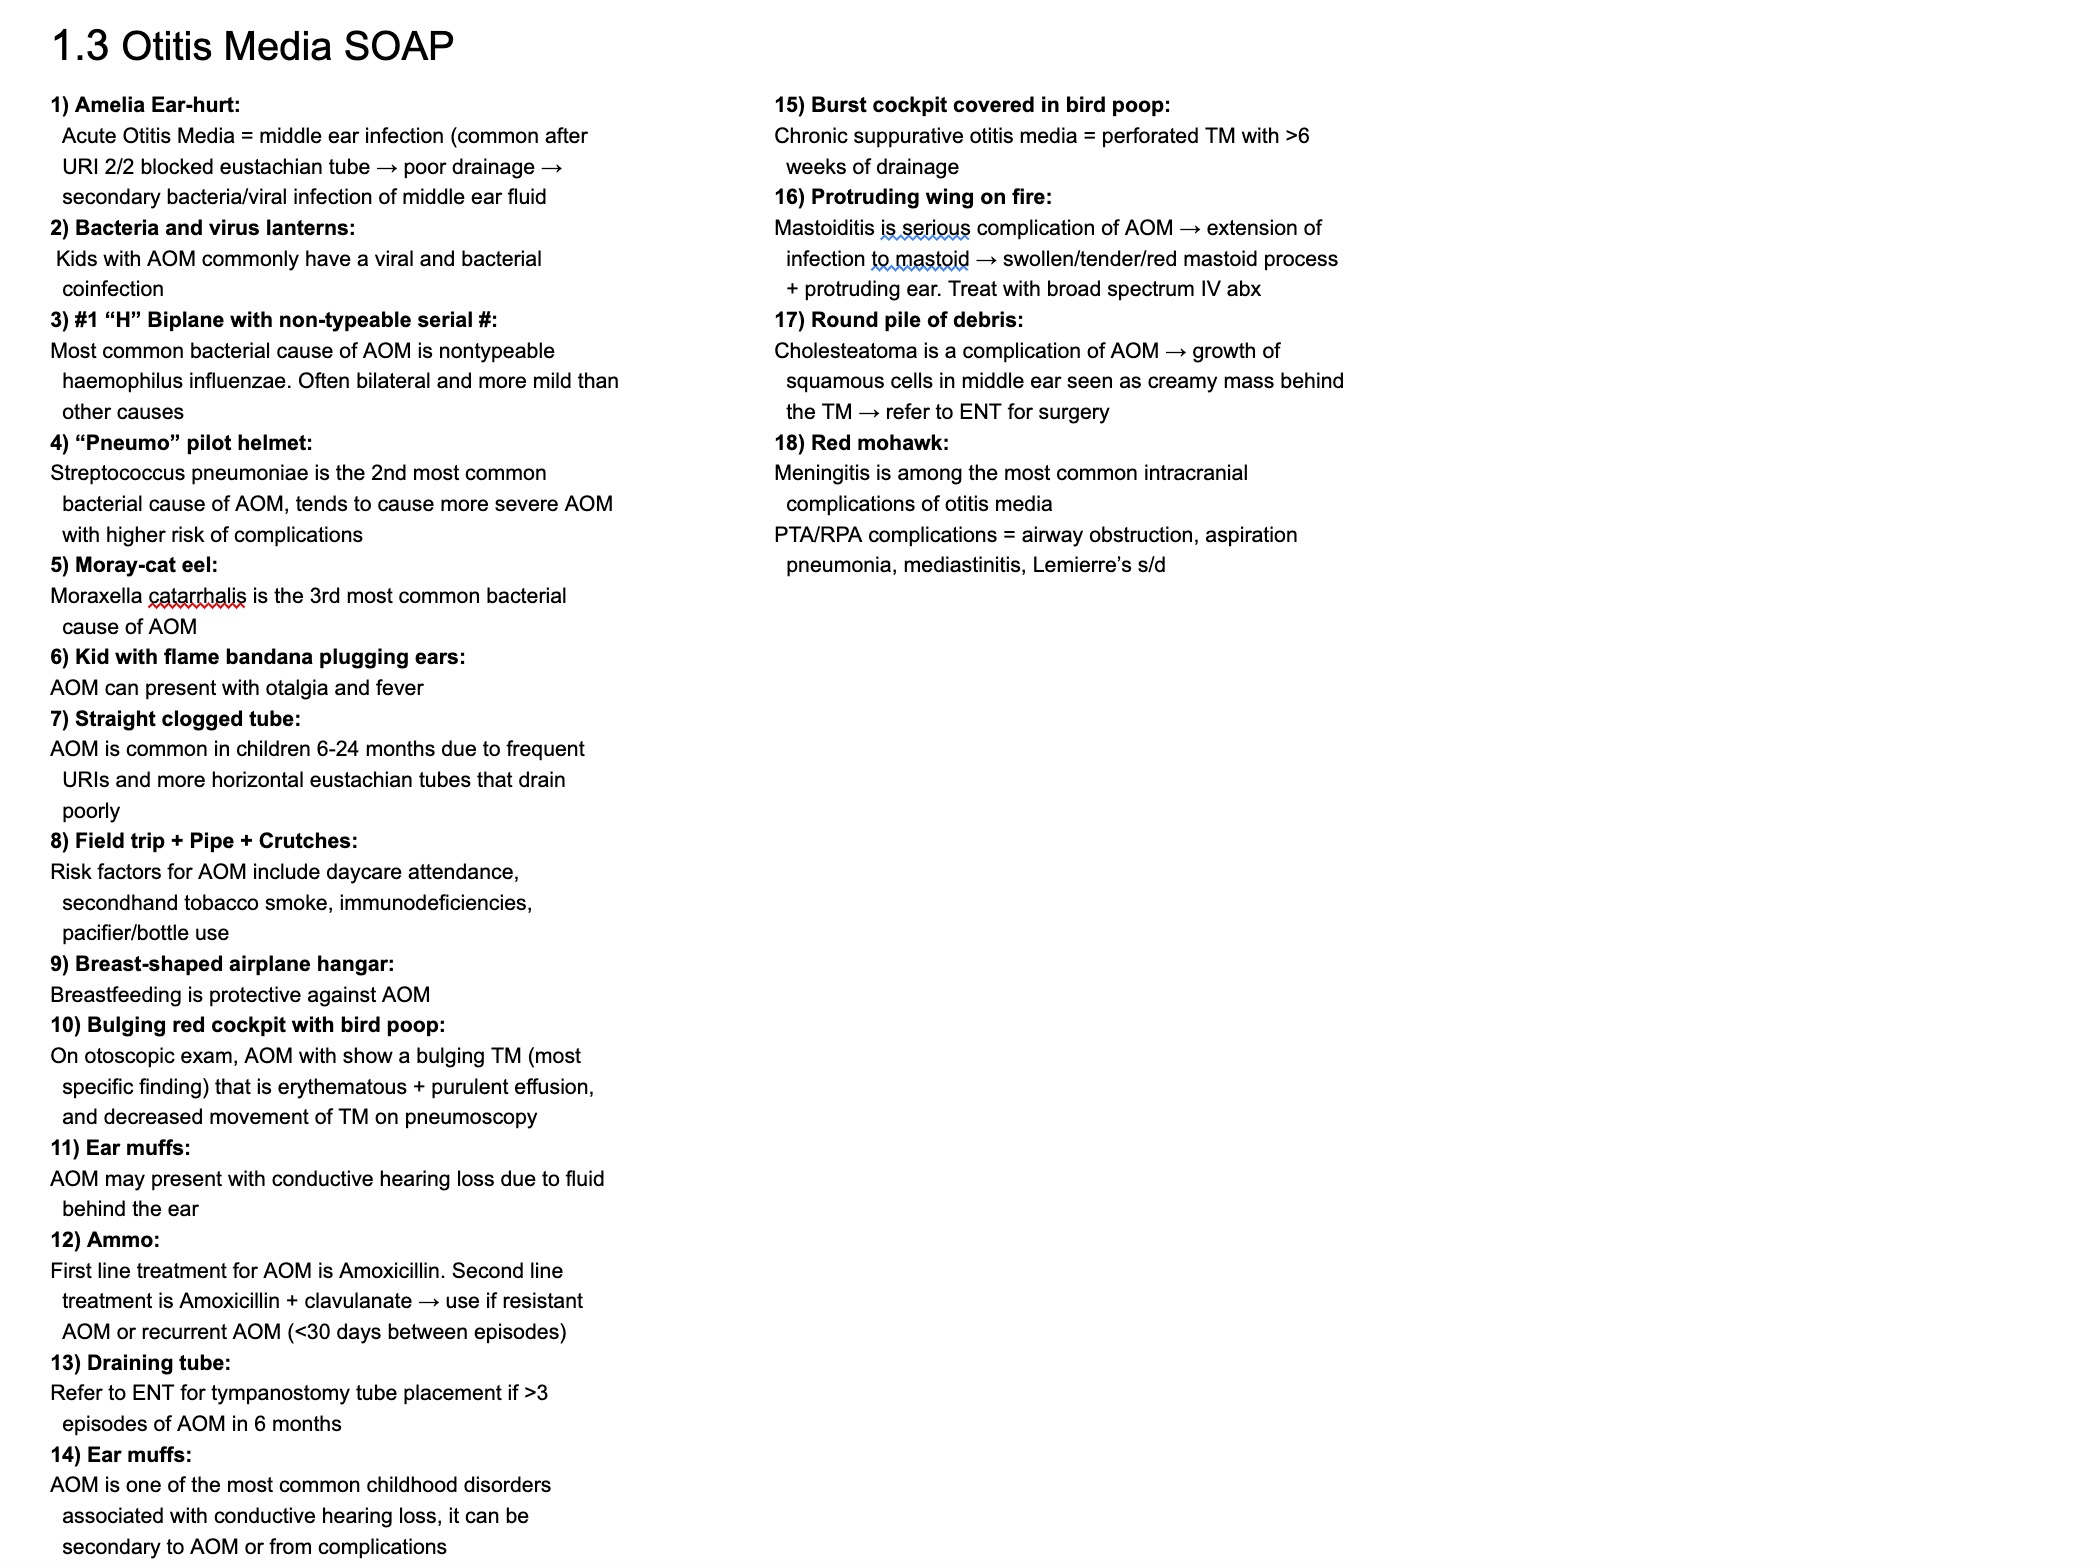 1.3 Otitis Media SOAP
1) Amelia Ear-hurt:
Acute Otitis Media = middle ear infection (common after
URI 2/2 blocked eustachian tube → poor drainage →
secondary bacteria/viral infection of middle ear fluid
2) Bacteria and virus lanterns:
Kids with AOM commonly have a viral and bacterial
coinfection
3) #1 “H” Biplane with non-typeable serial #:
Most common bacterial cause of AOM is nontypeable
haemophilus influenzae. Often bilateral and more mild than
other causes
4) “Pneumo” pilot helmet:
Streptococcus pneumoniae is the 2nd most common
bacterial cause of AOM, tends to cause more severe AOM
with higher risk of complications
5) Moray-cat eel:
Moraxella catarrhalis is the 3rd most common bacterial
cause of AOM
6) Kid with flame bandana plugging ears:
AOM can present with otalgia and fever
7) Straight clogged tube:
AOM is common in children 6-24 months due to frequent
URIs and more horizontal eustachian tubes that drain
poorly
8) Field trip + Pipe + Crutches:
Risk factors for AOM include daycare attendance,
secondhand tobacco smoke, immunodeficiencies,
pacifier/bottle use
9) Breast-shaped airplane hangar:
Breastfeeding is protective against AOM
10) Bulging red cockpit with bird poop:
On otoscopic exam, AOM with show a bulging TM (most
specific finding) that is erythematous + purulent effusion,
and decreased movement of TM on pneumoscopy
11) Ear muffs:
AOM may present with conductive hearing loss due to fluid
behind the ear
12) Ammo:
First line treatment for AOM is Amoxicillin. Second line
treatment is Amoxicillin + clavulanate → use if resistant
AOM or recurrent AOM (<30 days between episodes)
13) Draining tube:
Refer to ENT for tympanostomy tube placement if >3
episodes of AOM in 6 months
14) Ear muffs:
AOM is one of the most common childhood disorders
associated with conductive hearing loss, it can be
secondary to AOM or from complications
15) Burst cockpit covered in bird poop:
Chronic suppurative otitis media = perforated TM with >6
weeks of drainage
16) Protruding wing on fire:
Mastoiditis is serious complication of AOM → extension of
infection to mastoid → swollen/tender/red mastoid process
+ protruding ear. Treat with broad spectrum IV abx
17) Round pile of debris:
Cholesteatoma is a complication of AOM → growth of
squamous cells in middle ear seen as creamy mass behind
the TM → refer to ENT for surgery
18) Red mohawk:
Meningitis is among the most common intracranial
complications of otitis media
PTA/RPA complications = airway obstruction, aspiration
pneumonia, mediastinitis, Lemierre’s s/d